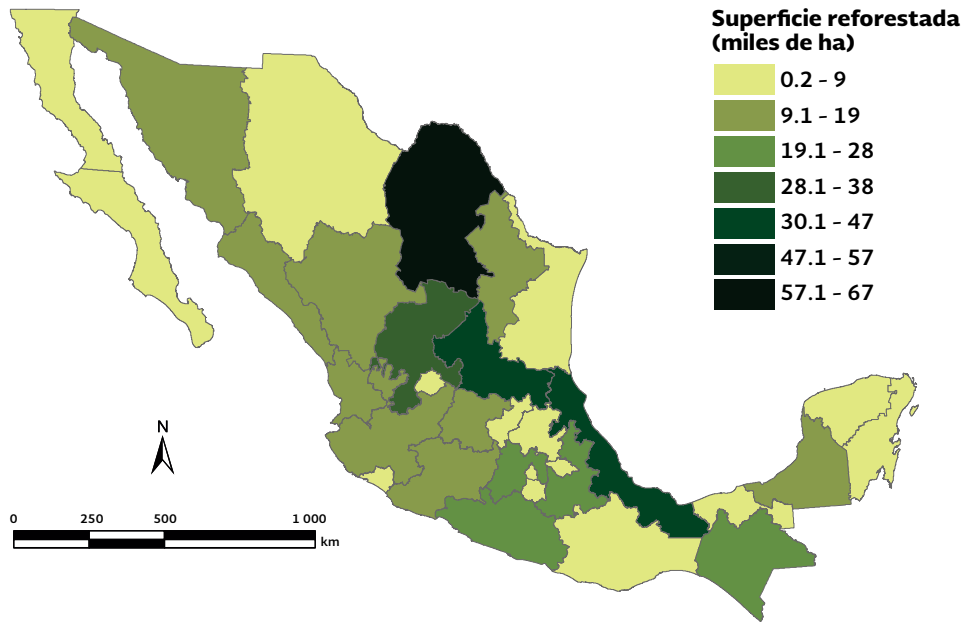 Superficie reforestada
(miles de ha)
0.2 - 9
9.1 - 19
19.1 - 28
28.1 - 38
30.1 - 47
47.1 - 57
57.1 - 67
N
0 250 500 1 000
km